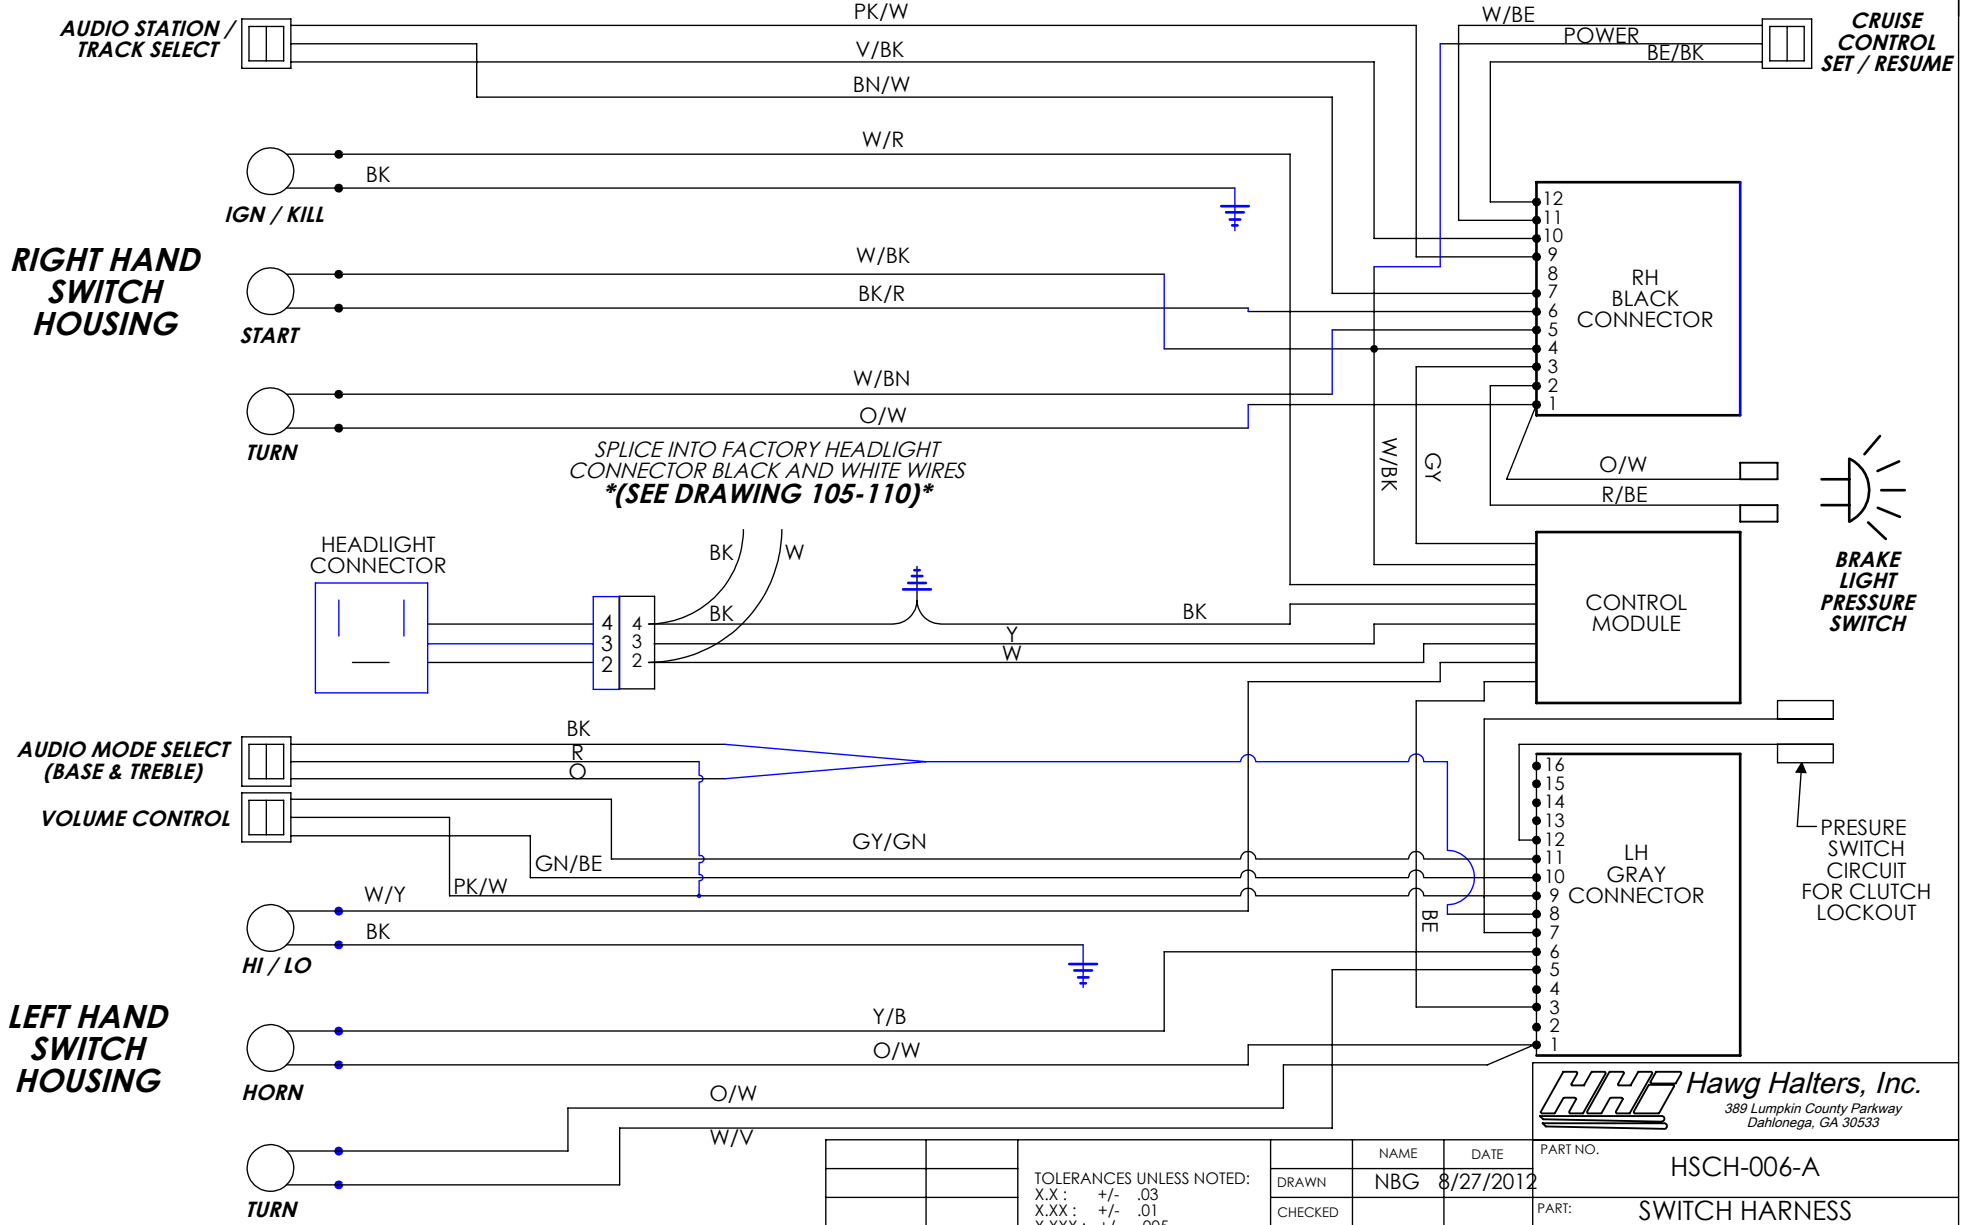 AUDIO STATION /
TRACK SELECT
PK/W
V/BK
BN/W
W/BE
POWER
BE/BK
CRUISE
CONTROL
SET / RESUME
W/R
BK
IGN / KILL
RIGHT HAND
SWITCH
HOUSING
W/BK
BK/R
START
W/BN
O/W
TURN
12
11
10
9
8
7
6
5
4
3
2
1
RH
BLACK
CONNECTOR
SPLICE INTO FACTORY HEADLIGHT
CONNECTOR BLACK AND WHITE WIRES
*(SEE DRAWING 105-110)*
W/BK
GY
O/W
R/BE
BRAKE
LIGHT
PRESSURE
SWITCH
HEADLIGHT
CONNECTOR
BK
W
4
3
2
4
3
2
BK
BK
Y
W
CONTROL
MODULE
AUDIO MODE SELECT
(BASE & TREBLE)
BK
R
O
VOLUME CONTROL
GY/GN
GN/BE
PK/W
W/Y
BK
HI / LO
BE
16
15
14
13
12
11
10
9
8
7
6
5
4
3
2
1
LH
GRAY
CONNECTOR
PRESURE
SWITCH
CIRCUIT
FOR CLUTCH
LOCKOUT
LEFT HAND
SWITCH
HOUSING
Y/B
O/W
HORN
O/W
W/V
TURN
HHI Hawg Halters, Inc.
389 Lumpkin County Parkway
Dahlonega, GA 30533
TOLERANCES UNLESS NOTED:
X.X : +/- .03
X.XX : +/- .01
X.XXX : +/- .005
NAME DATE
DRAWN NBG 8/27/2012
CHECKED
PART NO.
HSCH-006-A
PART: SWITCH HARNESS